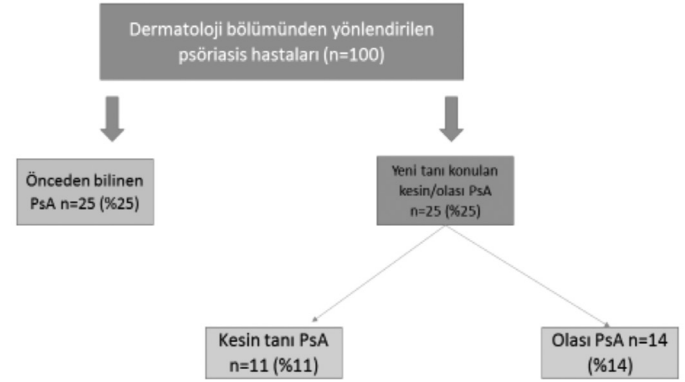 Dermatoloji bölümünden yönlendirilen
psöriasis hastaları (n=100)
Önceden bilinen
PsA n=25 (%25)
Yeni tanı konulan
kesin/olası PsA
n=25 (%25)
Kesin tanı PsA
n=11 (%11)
Olası PsA n=14
(%14)